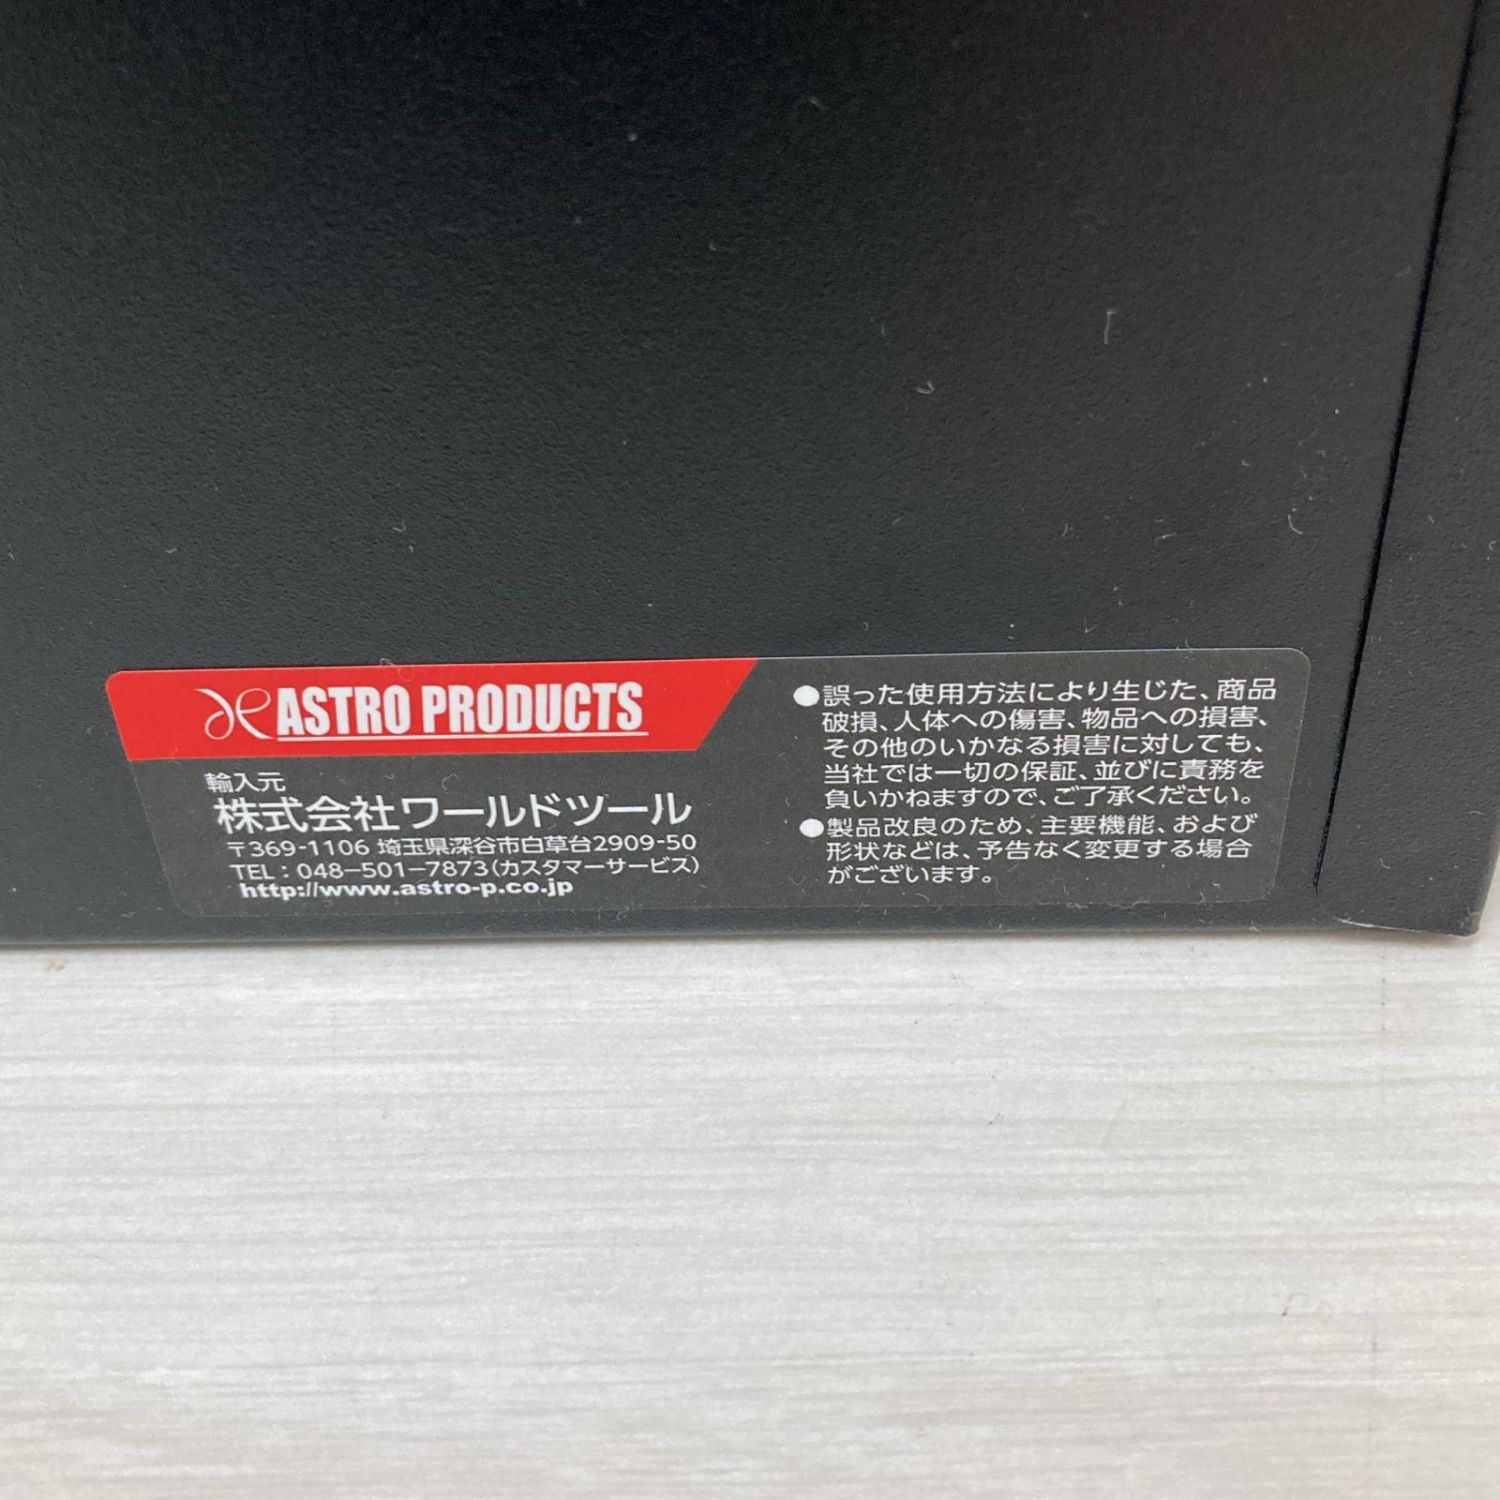 ASTRO PRODUCTS
輸入元
株式会社ワールドツール
〒369-1106 埼玉県深谷市白草台2909-50
TEL：048-501-7873(カスタマーサービス)
http://www.astro-p.co.jp
●誤った使用方法により生じた、商品
破損、人体への傷害、物品への損害、
その他のいかなる損害に対しても、
当社では一切の保証、並びに責務を
負いかねますので、ご了承ください。
●製品改良のため、主要機能、および
形状などは、予告なく変更する場合
がございます。